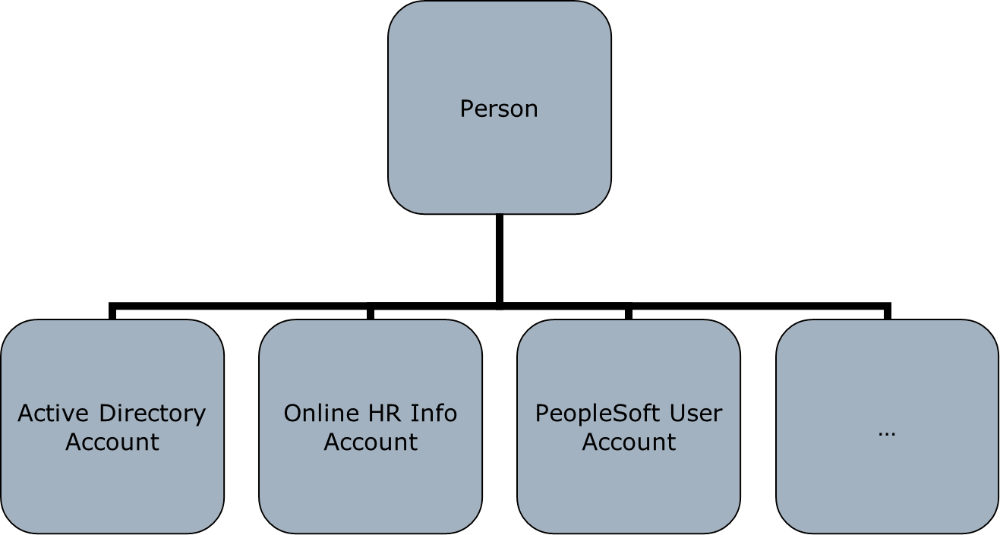 Person
Active Directory
Account
Online HR Info
Account
PeopleSoft User
Account
...